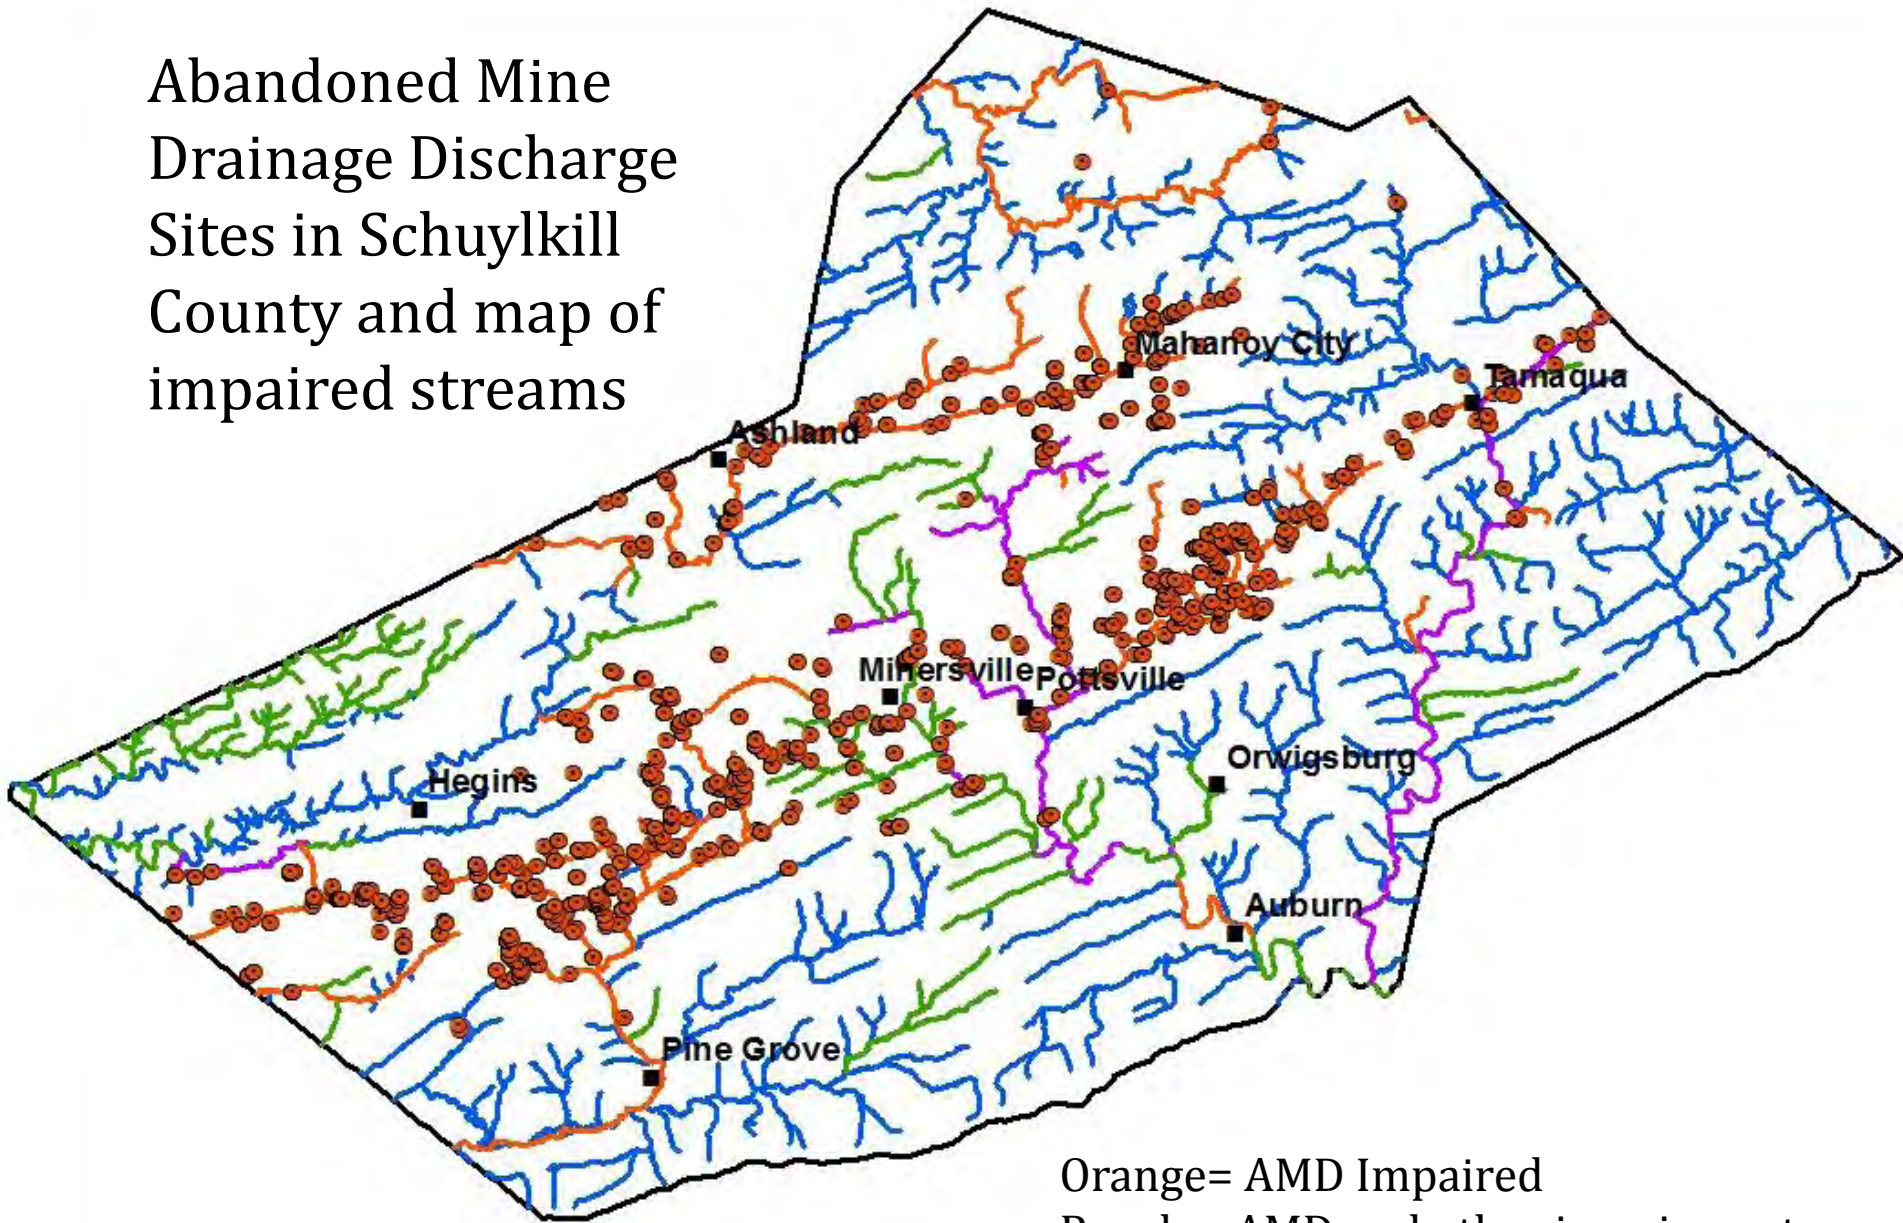 Abandoned Mine
Drainage Discharge
Sites in Schuylkill
County and map of
impaired streams
Mahanoy City
Tamaqua
Ashland
Minersville
Pottsville
Orwigsburg
Hegins
Auburn
Pine Grove
Orange= AMD Impaired